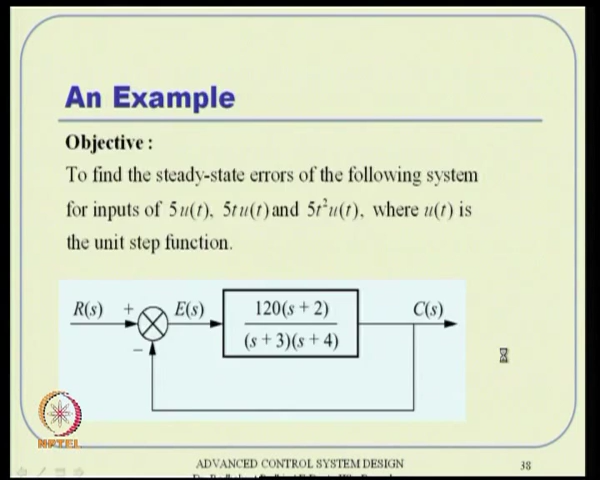 An Example
Objective :
To find the steady-state errors of the following system
for inputs of 5u(t), 5tu(t) and 5t²u(t), where u(t) is
the unit step function.
R(s) + E(s) 120(s + 2) C(s)
(s + 3)(s + 4)
−
NPTEL
ADVANCED CONTROL SYSTEM DESIGN 38